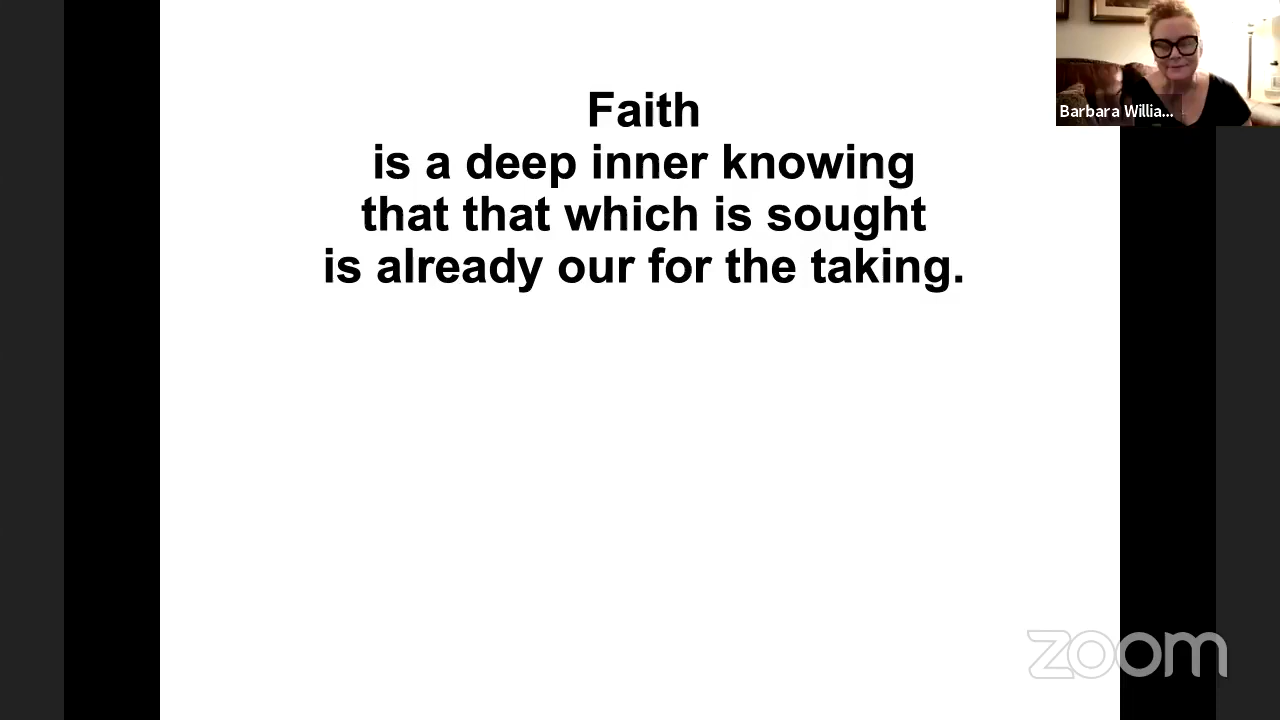 Faith
is a deep inner knowing
that that which is sought
is already our for the taking.
Barbara Willia...
zoom